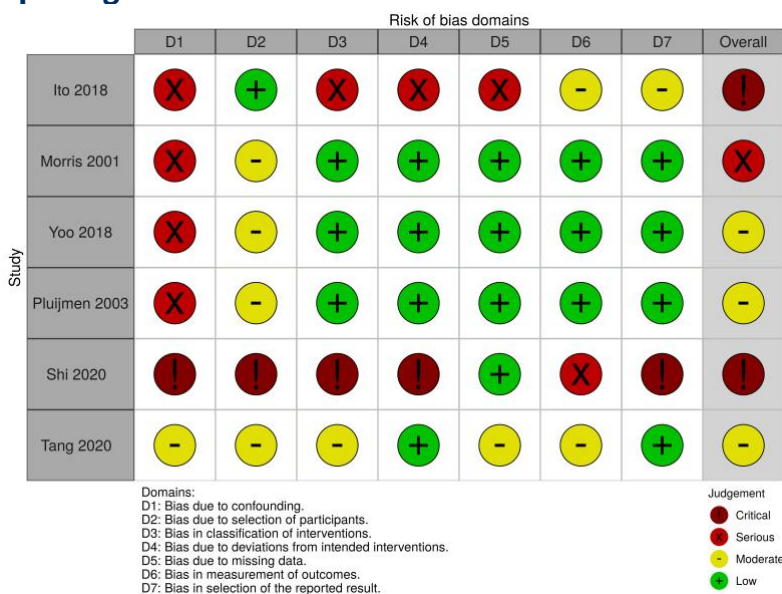 Risk of bias domains
D1 D2 D3 D4 D5 D6 D7 Overall
Study
Ito 2018 X + X X X - - !
Morris 2001 X - + + + + + X
Yoo 2018 X - + + + + + -
Pluijmen 2003 X - + + + + + -
Shi 2020 ! ! ! ! + X ! !
Tang 2020 - - - + - - + -
Domains:
D1: Bias due to confounding.
D2: Bias due to selection of participants.
D3: Bias in classification of interventions.
D4: Bias due to deviations from intended interventions.
D5: Bias due to missing data.
D6: Bias in measurement of outcomes.
D7: Bias in selection of the reported result.
Judgement
! Critical
X Serious
- Moderate
+ Low